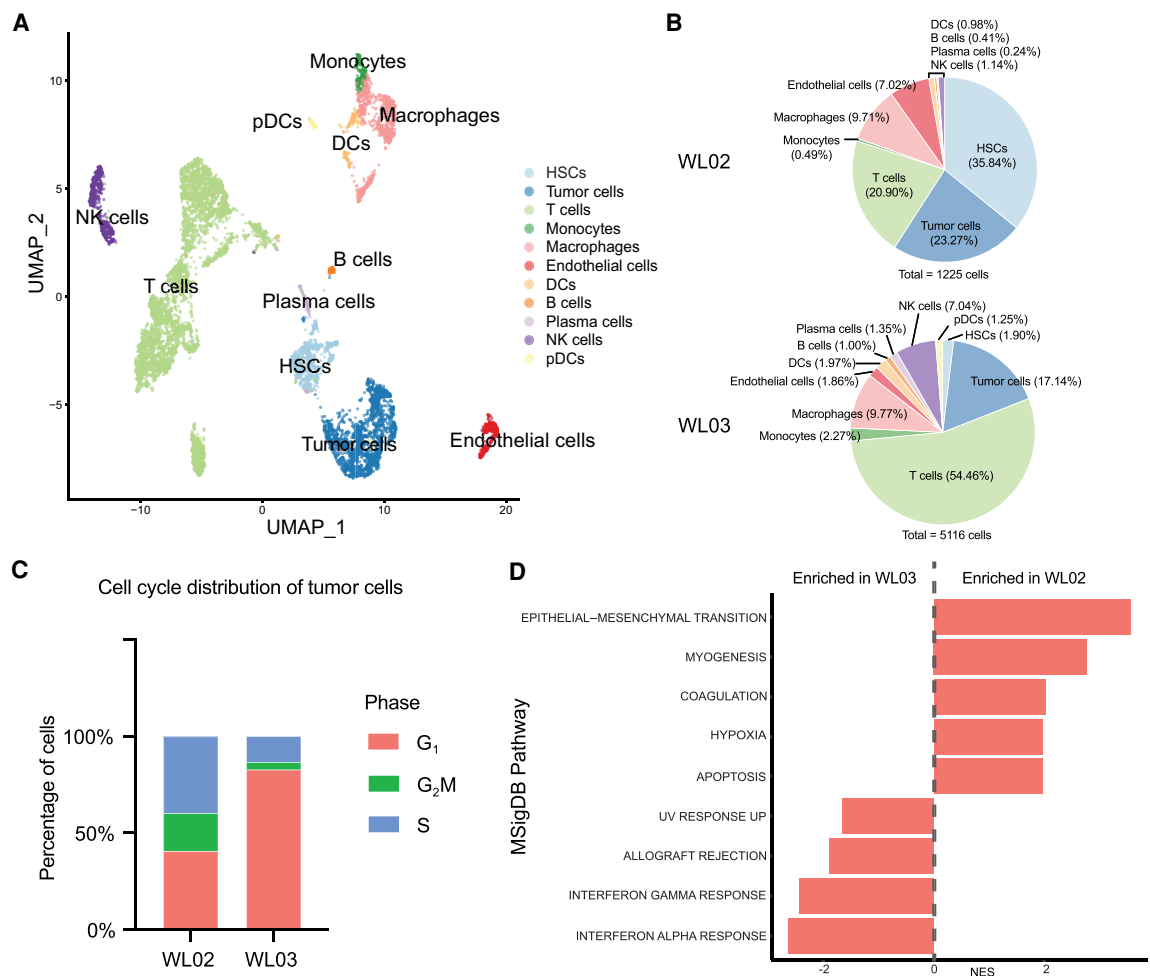 A
UMAP_2
10
5
0
−5
−10
0
10
20
UMAP_1
Monocytes
Macrophages
pDCs
DCs
NK cells
T cells
B cells
Plasma cells
HSCs
Tumor cells
Endothelial cells
HSCs
Tumor cells
T cells
Monocytes
Macrophages
Endothelial cells
DCs
B cells
Plasma cells
NK cells
pDCs
B
WL02
DCs (0.98%)
B cells (0.41%)
Plasma cells (0.24%)
NK cells (1.14%)
Endothelial cells (7.02%)
Macrophages (9.71%)
Monocytes
(0.49%)
HSCs
(35.84%)
T cells
(20.90%)
Tumor cells
(23.27%)
Total = 1225 cells
WL03
NK cells (7.04%)
pDCs (1.25%)
HSCs (1.90%)
Plasma cells (1.35%)
B cells (1.00%)
DCs (1.97%)
Endothelial cells (1.86%)
Tumor cells (17.14%)
Macrophages (9.77%)
Monocytes (2.27%)
T cells (54.46%)
Total = 5116 cells
C
Cell cycle distribution of tumor cells
Percentage of cells
100%
50%
0%
WL02
WL03
Phase
G₁
G₂M
S
D
Enriched in WL03
Enriched in WL02
MSigDB Pathway
EPITHELIAL–MESENCHYMAL TRANSITION
MYOGENESIS
COAGULATION
HYPOXIA
APOPTOSIS
UV RESPONSE UP
ALLOGRAFT REJECTION
INTERFERON GAMMA RESPONSE
INTERFERON ALPHA RESPONSE
-2
0
2
NES